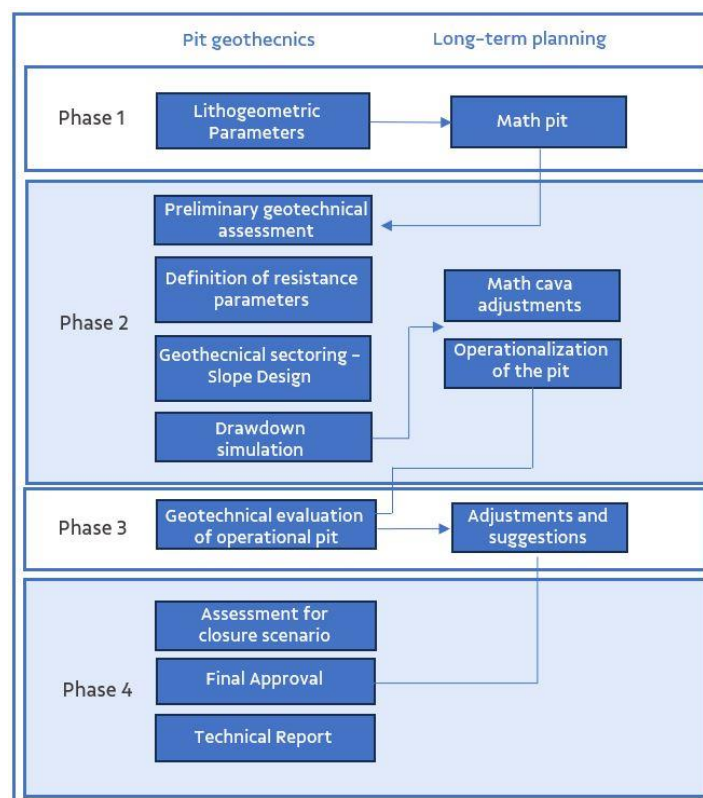 Pit geothecnics
Long-term planning
Phase 1
Lithogeometric
Parameters
Math pit
Phase 2
Preliminary geotechnical
assessment
Definition of resistance
parameters
Geothecnical sectoring –
Slope Design
Drawdown
simulation
Math cava
adjustments
Operationalization
of the pit
Phase 3
Geotechnical evaluation
of operational pit
Adjustments and
suggestions
Phase 4
Assessment for
closure scenario
Final Approval
Technical Report